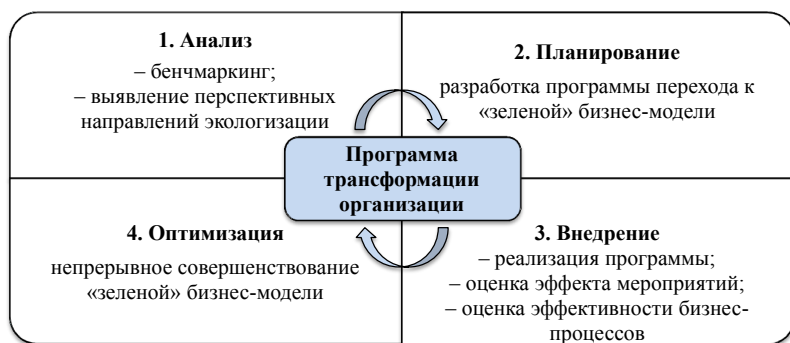 1. Анализ
– бенчмаркинг;
– выявление перспективных
направлений экологизации
2. Планирование
разработка программы перехода к
«зеленой» бизнес-модели
Программа
трансформации
организации
4. Оптимизация
непрерывное совершенствование
«зеленой» бизнес-модели
3. Внедрение
– реализация программы;
– оценка эффекта мероприятий;
– оценка эффективности бизнес-
процессов